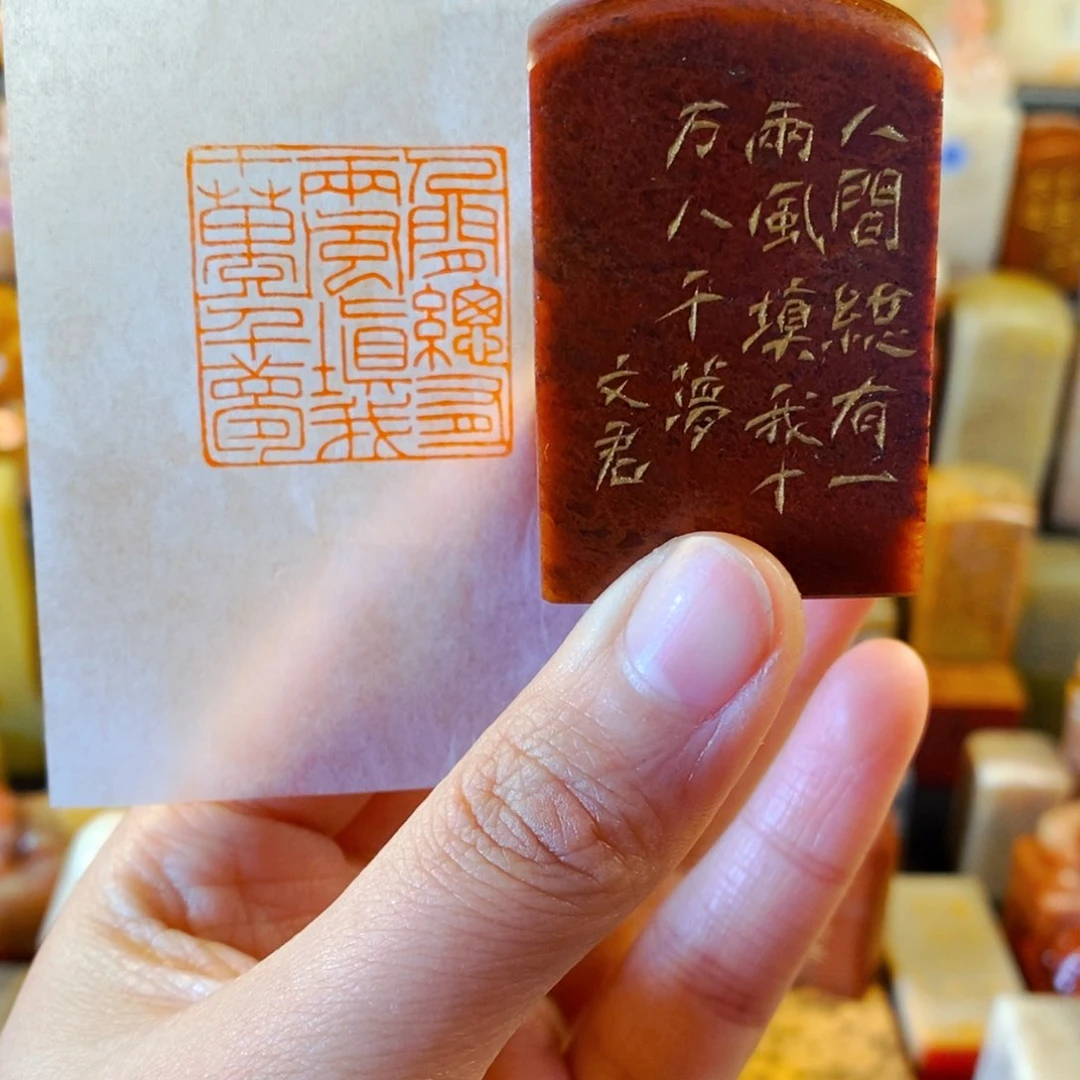 人間總有一
兩風填我十
万八千夢
文君
人間總有
一兩風填我
十萬八千夢